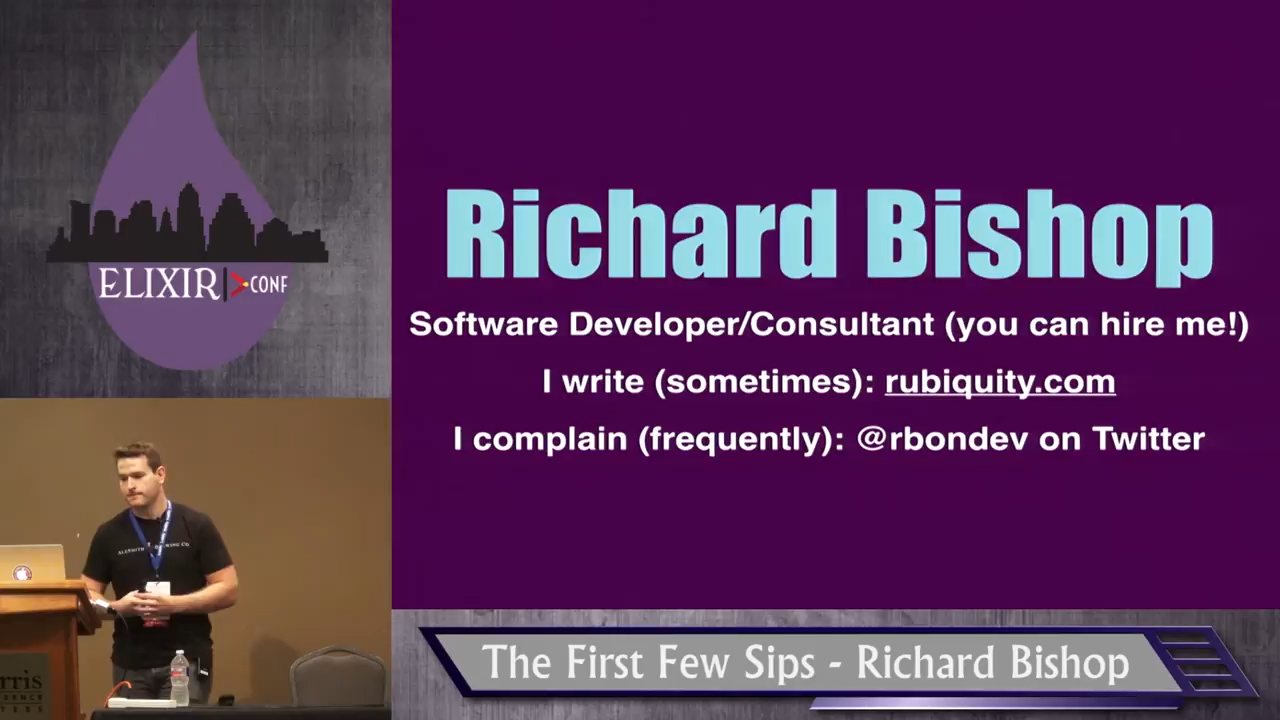 ELIXIR CONF
Richard Bishop
Software Developer/Consultant (you can hire me!)
I write (sometimes): rubiquity.com
I complain (frequently): @rbondev on Twitter
The First Few Sips - Richard Bishop